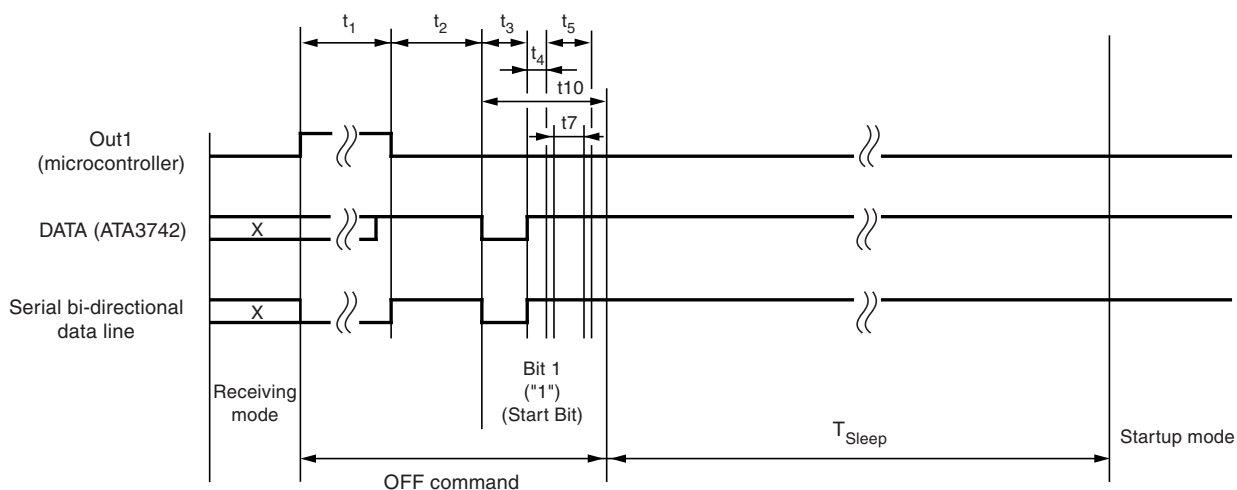 t1
t2
t3
t5
t4
t10
t7
Out1
(microcontroller)
DATA (ATA3742)
X
Serial bi-directional
data line
X
Bit 1
("1")
(Start Bit)
Receiving
mode
TSleep
Startup mode
OFF command